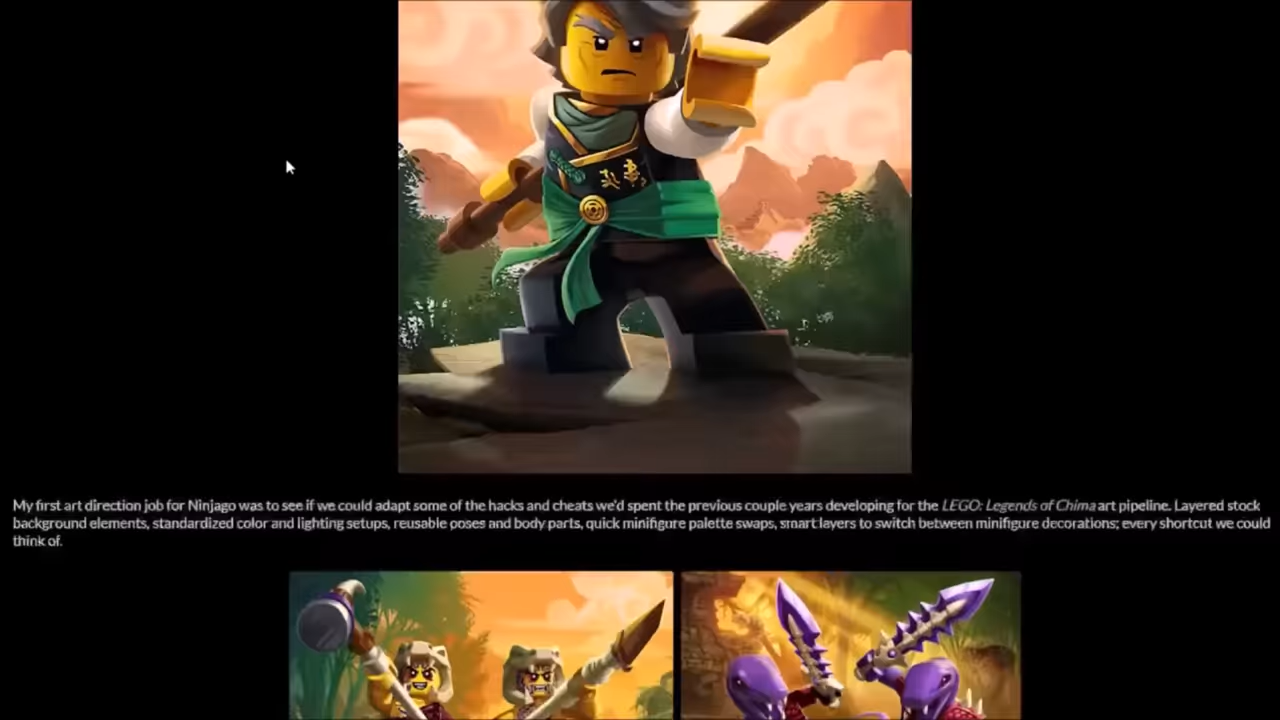 My first art direction job for Ninjago was to see if we could adapt some of the hacks and cheats we'd spent the previous couple years developing for the LEGO: Legends of Chima art pipeline. Layered stock
background elements, standardized color and lighting setups, reusable poses and body parts, quick minifigure palette swaps, smart layers to switch between minifigure decorations; every shortcut we could
think of.